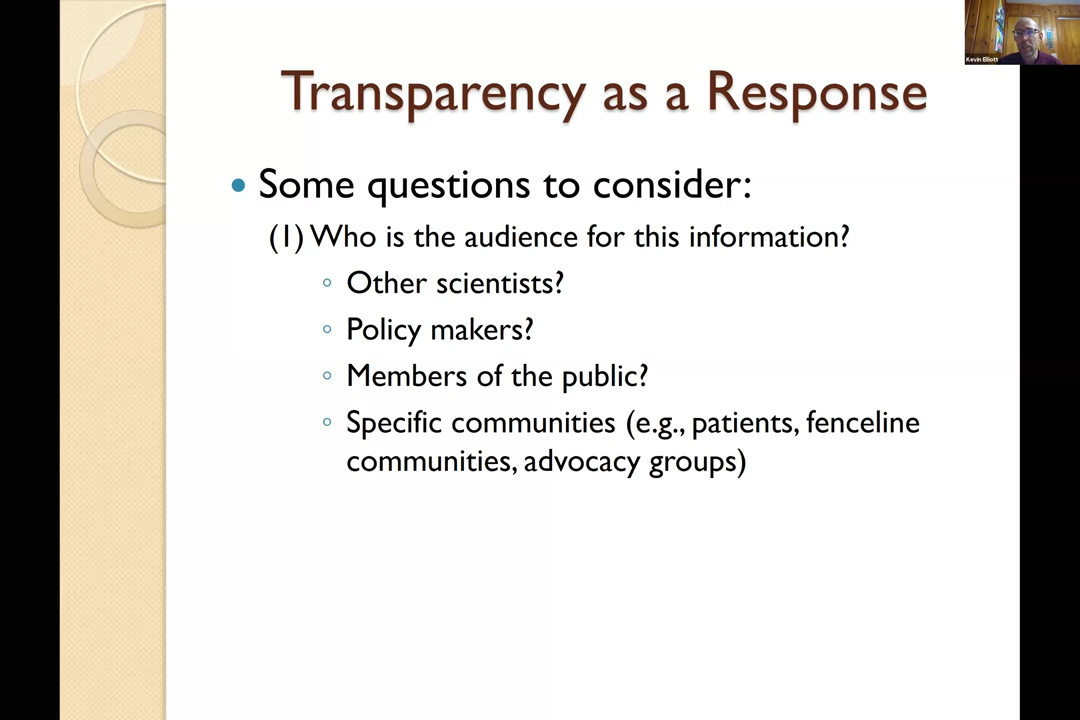 Kevin Elliott
Transparency as a Response
• Some questions to consider:
(1) Who is the audience for this information?
◦ Other scientists?
◦ Policy makers?
◦ Members of the public?
◦ Specific communities (e.g., patients, fenceline
communities, advocacy groups)